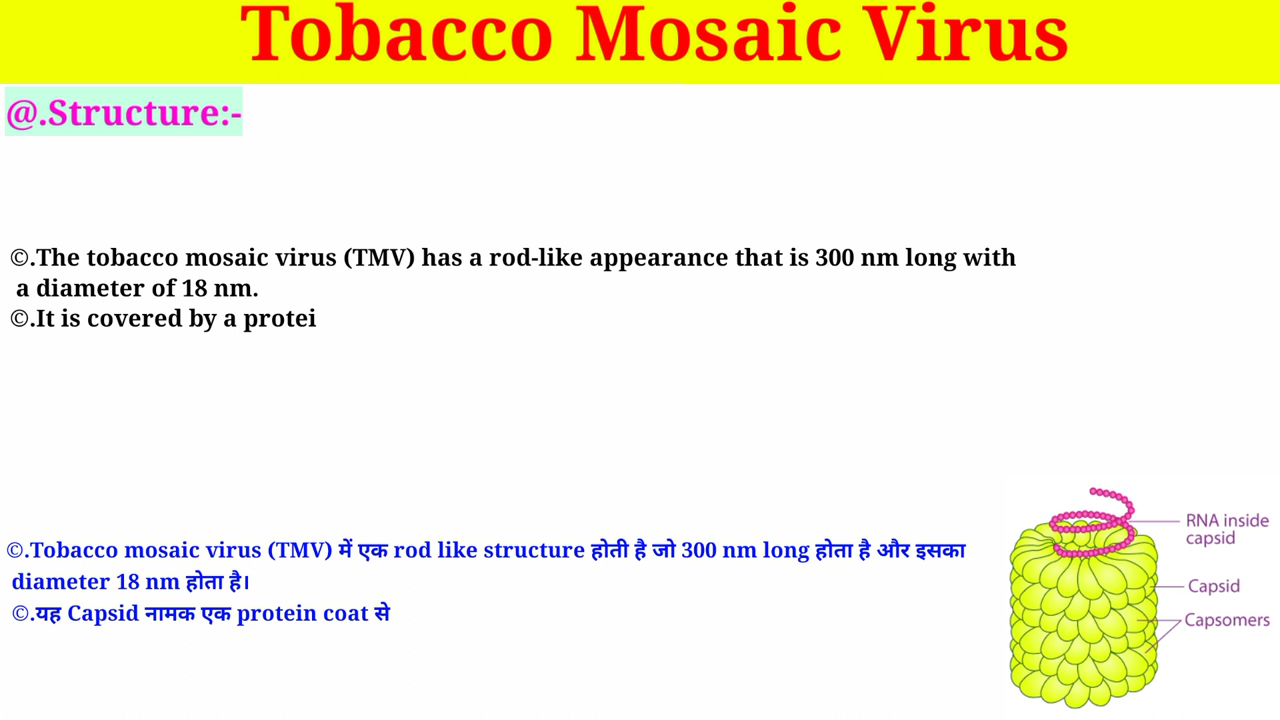 Tobacco Mosaic Virus
@.Structure:-
©.The tobacco mosaic virus (TMV) has a rod-like appearance that is 300 nm long with
a diameter of 18 nm.
©.It is covered by a protei
©.Tobacco mosaic virus (TMV) में एक rod like structure होती है जो 300 nm long होता है और इसका
diameter 18 nm होता है।
©.यह Capsid नामक एक protein coat से
RNA inside
capsid
Capsid
Capsomers